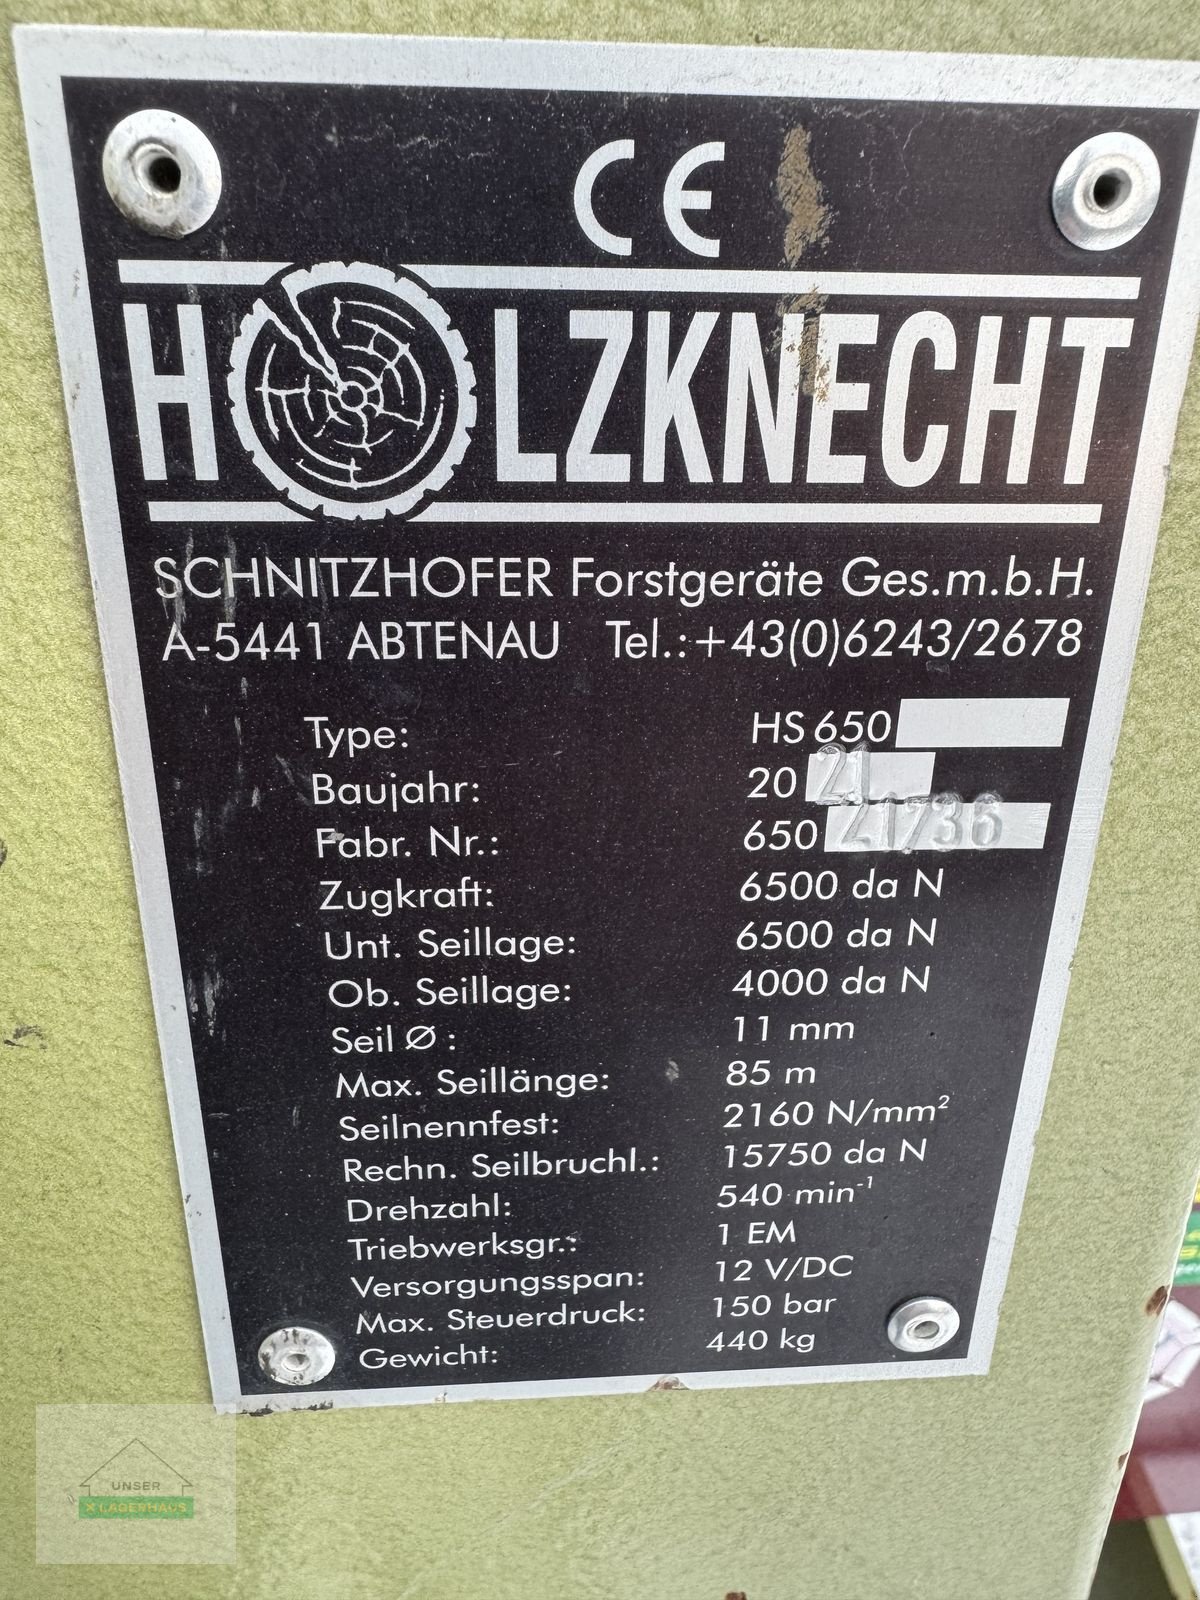 CE
HOLZKNECHT
SCHNITZHOFER Forstgeräte Ges.m.b.H.
A-5441 ABTENAU Tel.:+43(0)6243/2678
Type: HS 650
Baujahr: 20 21
Fabr. Nr.: 650 21736
Zugkraft: 6500 da N
Unt. Seillage: 6500 da N
Ob. Seillage: 4000 da N
Seil Ø : 11 mm
Max. Seillänge: 85 m
Seilnennfest: 2160 N/mm²
Rechn. Seilbruchl.: 15750 da N
Drehzahl: 540 min⁻¹
Triebwerksgr.: 1 EM
Versorgungsspan: 12 V/DC
Max. Steuerdruck: 150 bar
Gewicht: 440 kg
UNSER
X LAGERHAUS